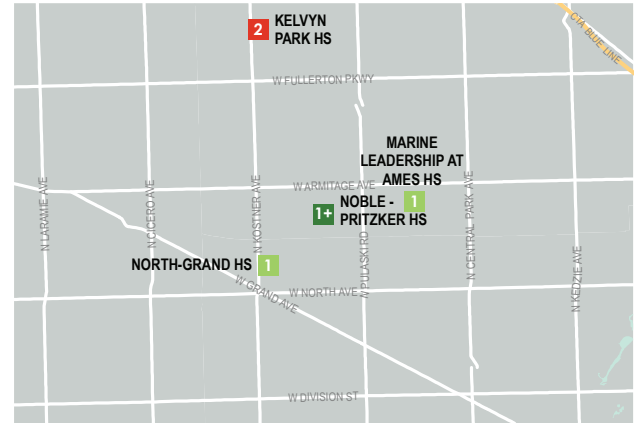 2
KELVYN
PARK HS
CTA BLUE LINE
W FULLERTON PKWY
MARINE
LEADERSHIP AT
AMES HS
1
W ARMITAGE AVE
1+
NOBLE -
PRITZKER HS
N LARAMIE AVE
N CICERO AVE
N KOSTNER AVE
N PULASKI RD
N CENTRAL PARK AVE
N KEDZIE AVE
NORTH-GRAND HS
1
W GRAND AVE
W NORTH AVE
W DIVISION ST